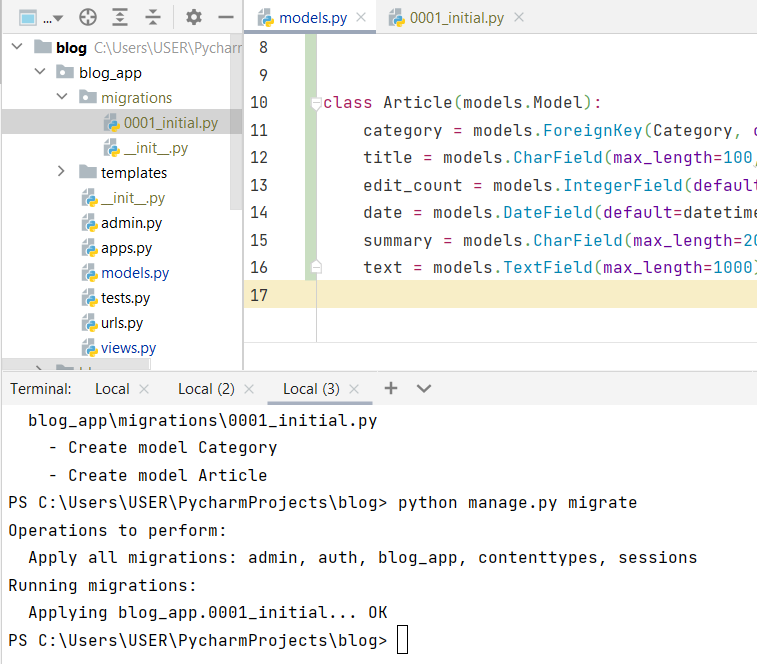 ...
models.py
0001_initial.py
blog C:\Users\USER\Pycharm
blog_app
migrations
0001_initial.py
__init__.py
templates
__init__.py
admin.py
apps.py
models.py
tests.py
urls.py
views.py
8
9
10 class Article(models.Model):
11 category = models.ForeignKey(Category,
12 title = models.CharField(max_length=100,
13 edit_count = models.IntegerField(default
14 date = models.DateField(default=datetime
15 summary = models.CharField(max_length=20
16 text = models.TextField(max_length=1000)
17
Terminal: Local Local (2) Local (3)
blog_app\migrations\0001_initial.py
- Create model Category
- Create model Article
PS C:\Users\USER\PycharmProjects\blog> python manage.py migrate
Operations to perform:
Apply all migrations: admin, auth, blog_app, contenttypes, sessions
Running migrations:
Applying blog_app.0001_initial... OK
PS C:\Users\USER\PycharmProjects\blog>